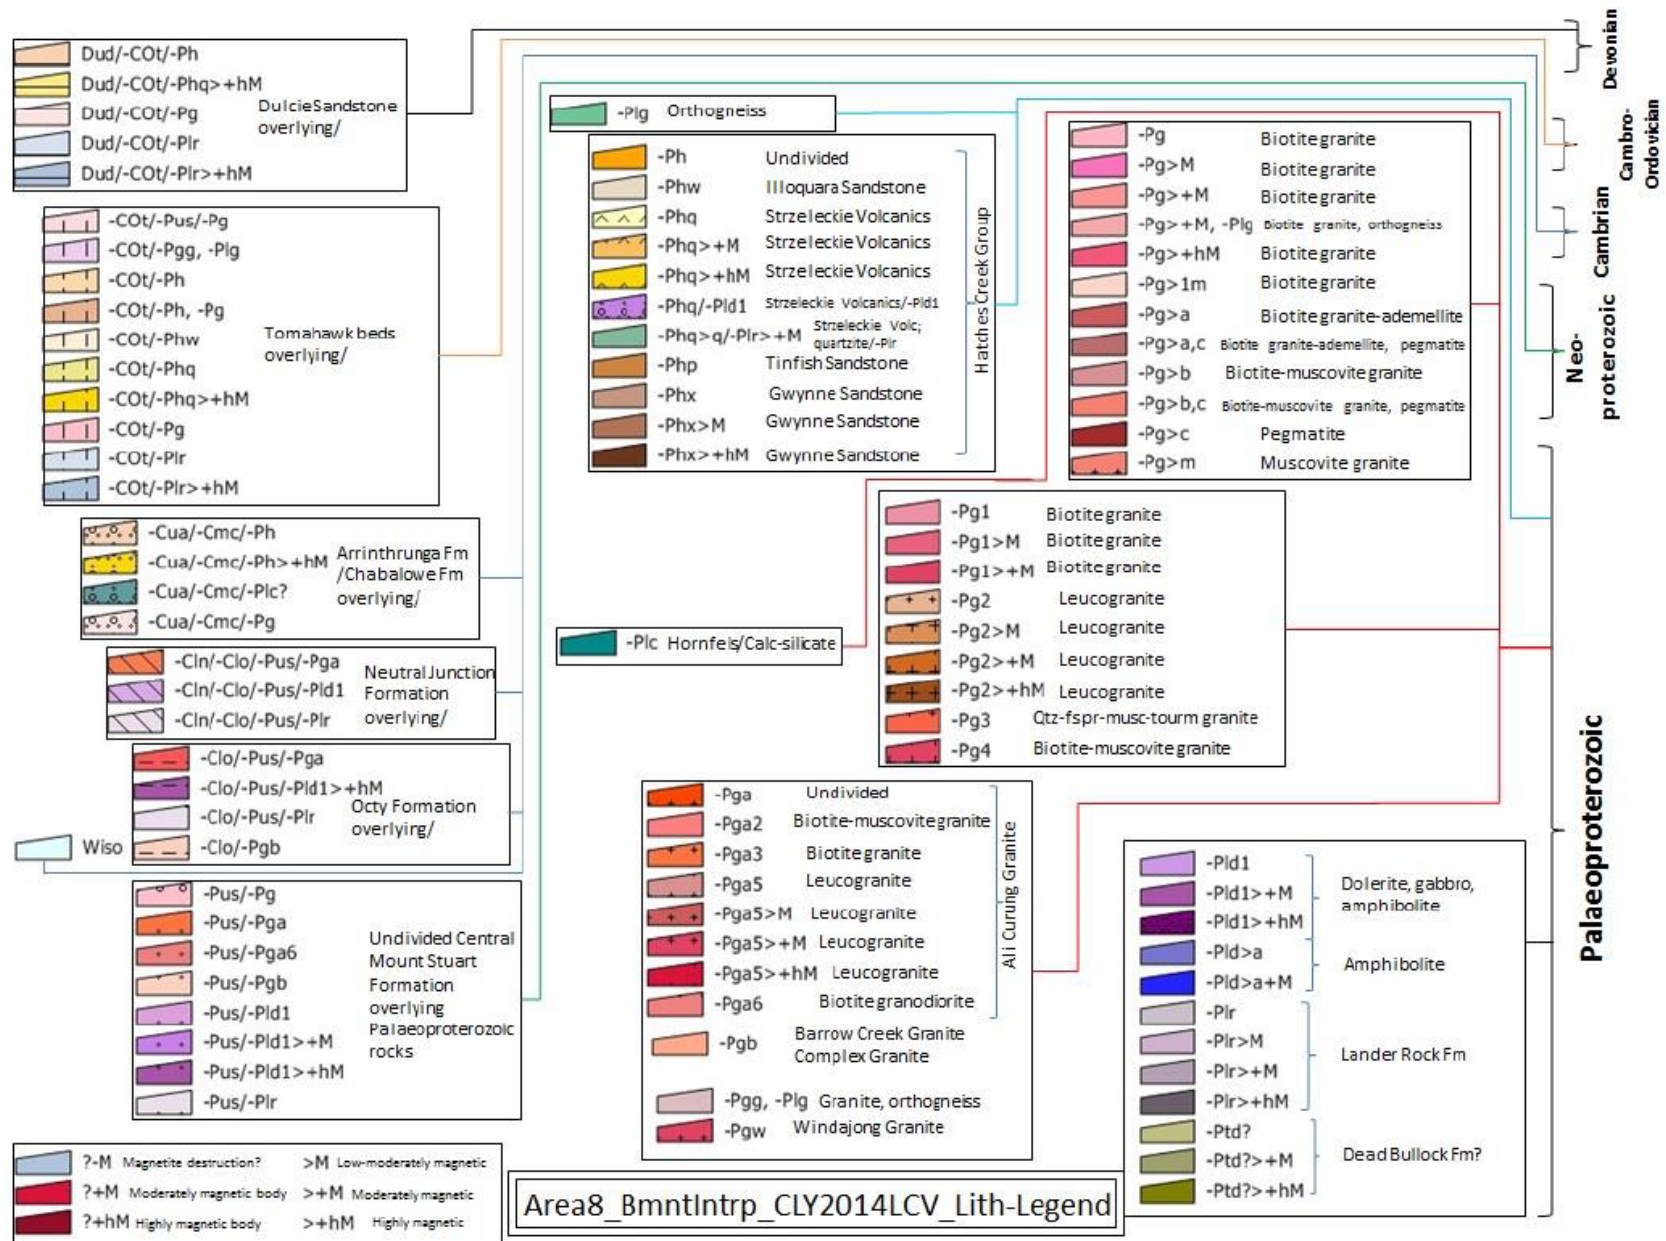 Dud/-COt/-Ph
Dud/-COt/-Phq>+hM
Dud/-COt/-Pg
Dud/-COt/-Plr
Dud/-COt/-Plr>+hM
DulcieSandstone
overlying/
-COt/-Pus/-Pg
-COt/-Pgg, -Plg
-COt/-Ph
-COt/-Ph, -Pg
-COt/-Phw
-COt/-Phq
-COt/-Phq>+hM
-COt/-Pg
-COt/-Plr
-COt/-Plr>+hM
Tomahawk beds
overlying/
-Cua/-Cmc/-Ph
-Cua/-Cmc/-Ph>+hM
-Cua/-Cmc/-Plc?
-Cua/-Cmc/-Pg
Arrinthrunga Fm
/Chabalowe Fm
overlying/
-Cln/-Clo/-Pus/-Pga
-Cln/-Clo/-Pus/-Pld1
-Cln/-Clo/-Pus/-Plr
Neutral Junction
Formation
overlying/
-Clo/-Pus/-Pga
-Clo/-Pus/-Pld1>+hM
-Clo/-Pus/-Plr
-Clo/-Pgb
Octy Formation
overlying/
Wiso
-Pus/-Pg
-Pus/-Pga
-Pus/-Pga6
-Pus/-Pgb
-Pus/-Pld1
-Pus/-Pld1>+M
-Pus/-Pld1>+hM
-Pus/-Plr
Undivided Central
Mount Stuart
Formation
overlying
Palaeoproterozoic
rocks
?-M Magnetite destruction? >M Low-moderately magnetic
?+M Moderately magnetic body >+M Moderately magnetic
?+hM Highly magnetic body >+hM Highly magnetic
-Plg Orthogneiss
-Ph Undivided
-Phw Illoquara Sandstone
-Phq Strzeleckie Volcanics
-Phq>+M Strzeleckie Volcanics
-Phq>+hM Strzeleckie Volcanics
-Phq/-Pld1 Strzeleckie Volcanics/-Pld1
-Phq>q/-Plr>+M Strzeleckie Volc;
quartzite/-Plr
-Php Tinfish Sandstone
-Phx Gwynne Sandstone
-Phx>M Gwynne Sandstone
-Phx>+hM Gwynne Sandstone
Hatches Creek Group
-Plc Hornfels/Calc-silicate
-Pg Biotite granite
-Pg>M Biotite granite
-Pg>+M Biotite granite
-Pg>+M, -Plg Biotite granite, orthogneiss
-Pg>+hM Biotite granite
-Pg>1m Biotite granite
-Pg>a Biotite granite-ademellite
-Pg>a,c Biotite granite-ademellite, pegmatite
-Pg>b Biotite-muscovite granite
-Pg>b,c Biotite-muscovite granite, pegmatite
-Pg>c Pegmatite
-Pg>m Muscovite granite
-Pg1 Biotite granite
-Pg1>M Biotite granite
-Pg1>+M Biotite granite
-Pg2 Leucogranite
-Pg2>M Leucogranite
-Pg2>+M Leucogranite
-Pg2>+hM Leucogranite
-Pg3 Qtz-fspr-musc-tourm granite
-Pg4 Biotite-muscovite granite
-Pga Undivided
-Pga2 Biotite-muscovite granite
-Pga3 Biotite granite
-Pga5 Leucogranite
-Pga5>M Leucogranite
-Pga5>+M Leucogranite
-Pga5>+hM Leucogranite
-Pga6 Biotite granodiorite
Ali Curung Granite
-Pgb Barrow Creek Granite
Complex Granite
-Pgg, -Plg Granite, orthogneiss
-Pgw Windajong Granite
-Pld1
-Pld1>+M
-Pld1>+hM
Dolerite, gabbro,
amphibolite
-Pld>a
-Pld>a+M
Amphibolite
-Plr
-Plr>M
-Plr>+M
-Plr>+hM
Lander Rock Fm
-Ptd?
-Ptd?>+M
-Ptd?>+hM
Dead Bullock Fm?
Dewonian
Cambro-
Ordovician
Cambrian
Neo-
proterozoic
Palaeoproterozoic
Area8_BmntIntrp_CLY2014LCV_Lith-Legend